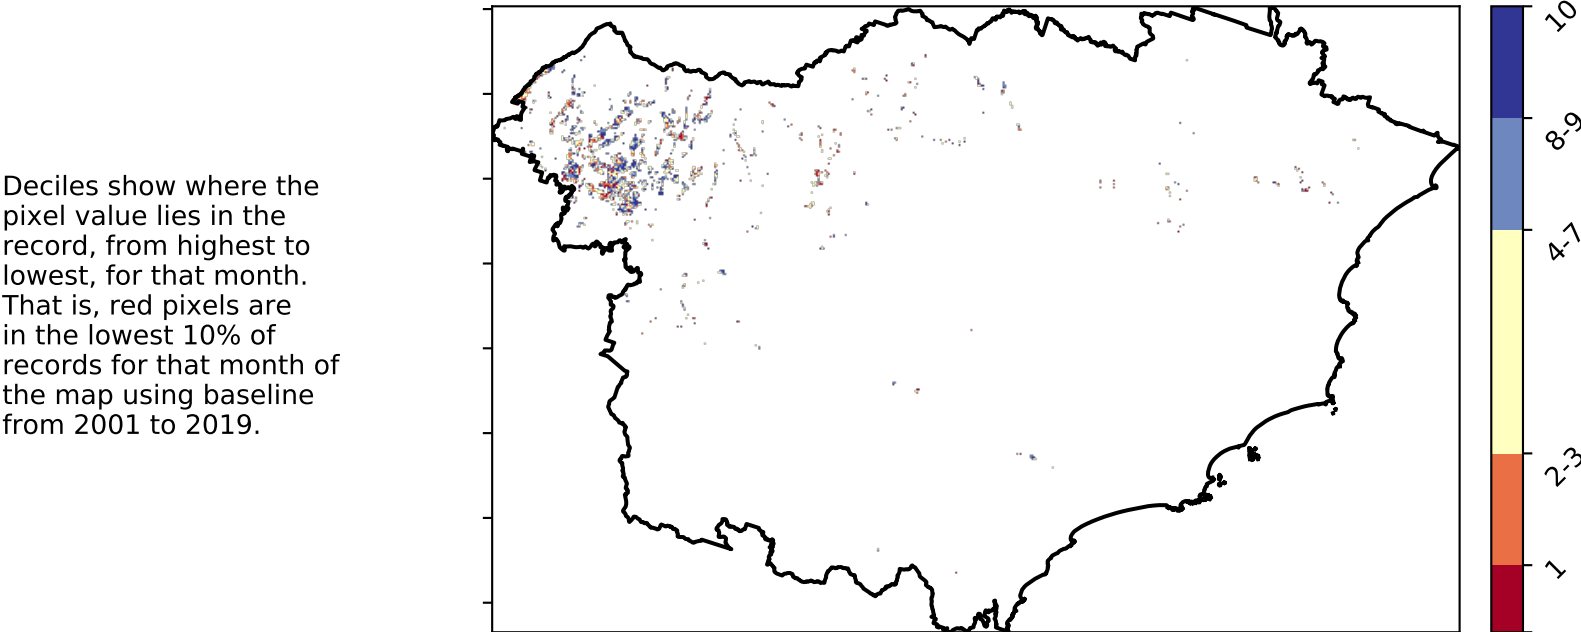 Deciles show where the
pixel value lies in the
record, from highest to
lowest, for that month.
That is, red pixels are
in the lowest 10% of
records for that month of
the map using baseline
from 2001 to 2019.
10
8-9
4-7
2-3
1